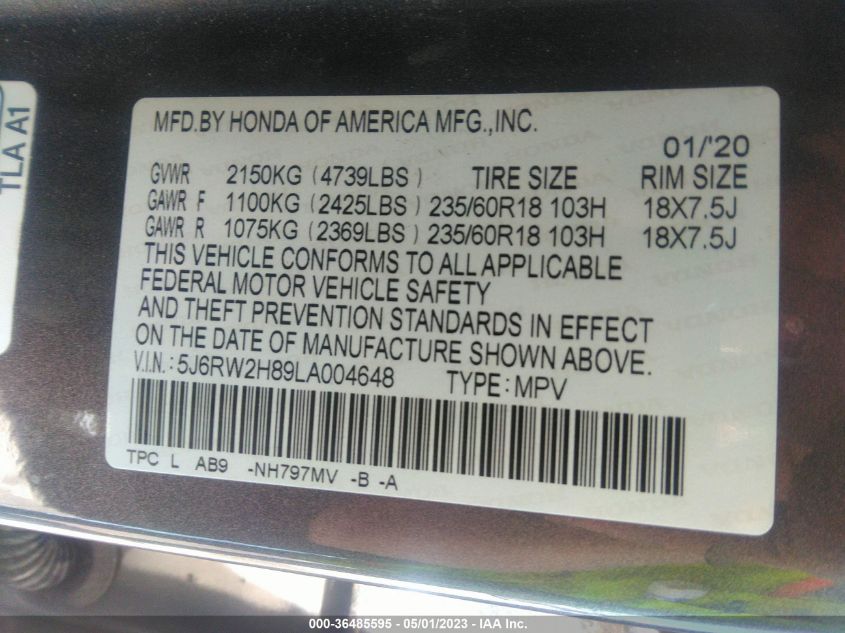 TLA A1
MFD.BY HONDA OF AMERICA MFG.,INC.
01/'20
GVWR 2150KG (4739LBS) TIRE SIZE RIM SIZE
GAWR F 1100KG (2425LBS) 235/60R18 103H 18X7.5J
GAWR R 1075KG (2369LBS) 235/60R18 103H 18X7.5J
THIS VEHICLE CONFORMS TO ALL APPLICABLE
FEDERAL MOTOR VEHICLE SAFETY
AND THEFT PREVENTION STANDARDS IN EFFECT
ON THE DATE OF MANUFACTURE SHOWN ABOVE.
V.I.N.: 5J6RW2H89LA004648 TYPE: MPV
TPC L AB9 -NH797MV -B -A
000-36485595 - 05/01/2023 - IAA Inc.